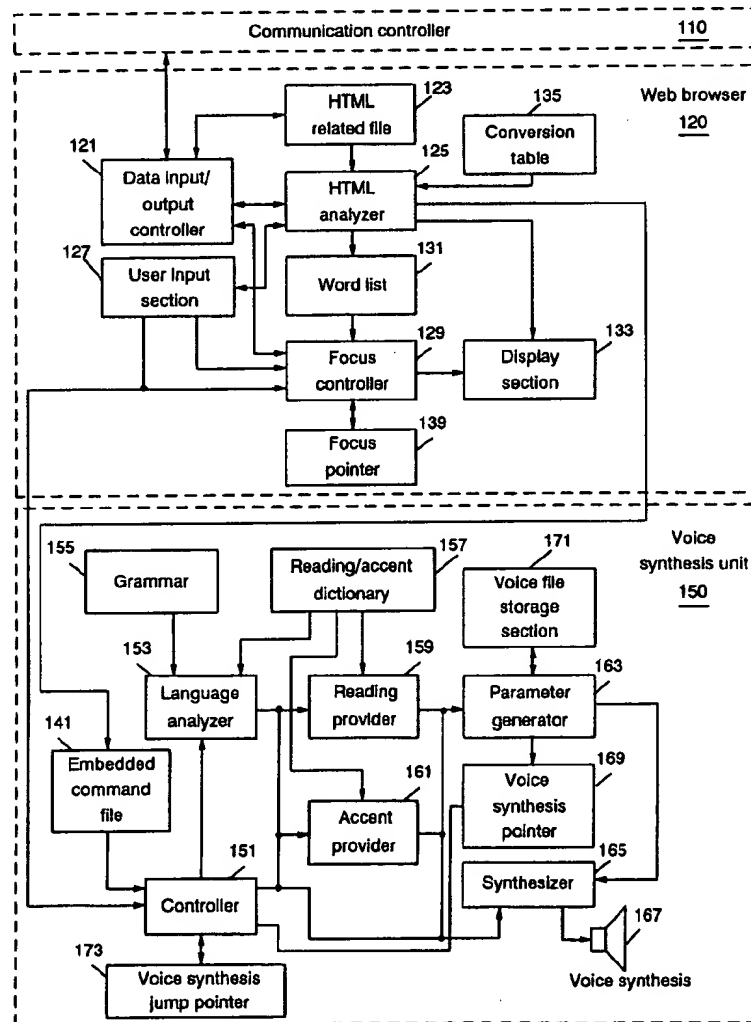 Communication controller
110
123
HTML
related file
135
Conversion
table
Web browser
120
121
Data input/
output
controller
125
HTML
analyzer
127
User input
section
131
Word list
129
Focus
controller
133
Display
section
139
Focus
pointer
155
Grammar
157
Reading/accent
dictionary
171
Voice file
storage
section
Voice
synthesis unit
150
153
Language
analyzer
159
Reading
provider
163
Parameter
generator
141
Embedded
command
file
161
Accent
provider
169
Voice
synthesis
pointer
151
Controller
165
Synthesizer
167
Voice synthesis
173
Voice synthesis
jump pointer